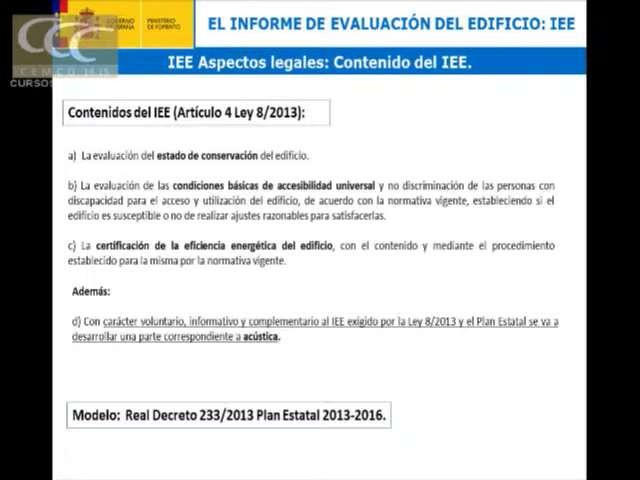 GOBIERNO DE ESPAÑA
MINISTERIO DE FOMENTO
CEMCO 2015
CURSOS
EL INFORME DE EVALUACIÓN DEL EDIFICIO: IEE
IEE Aspectos legales: Contenido del IEE.
Contenidos del IEE (Artículo 4 Ley 8/2013):
a) La evaluación del estado de conservación del edificio.
b) La evaluación de las condiciones básicas de accesibilidad universal y no discriminación de las personas con
discapacidad para el acceso y utilización del edificio, de acuerdo con la normativa vigente, estableciendo si el
edificio es susceptible o no de realizar ajustes razonables para satisfacerlas.
c) La certificación de la eficiencia energética del edificio, con el contenido y mediante el procedimiento
establecido para la misma por la normativa vigente.
Además:
d) Con carácter voluntario, informativo y complementario al IEE exigido por la Ley 8/2013 y el Plan Estatal se va a
desarrollar una parte correspondiente a acústica.
Modelo: Real Decreto 233/2013 Plan Estatal 2013-2016.